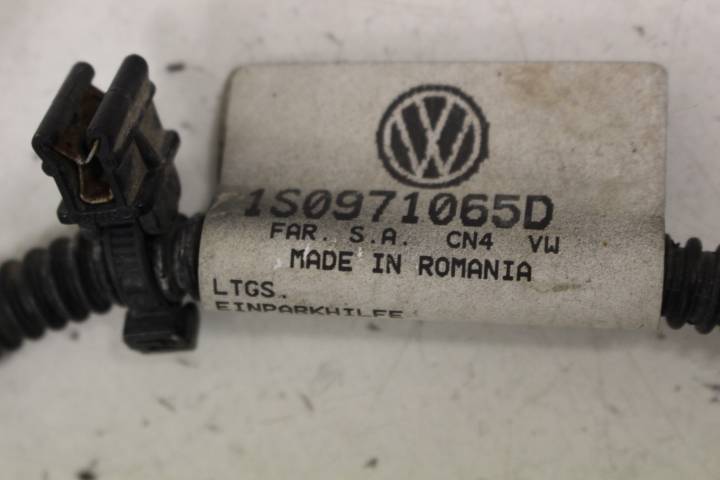 1S0971065D
FAR. S.A. CN4 VW
MADE IN ROMANIA
LTGS.
EINPARKHILFE